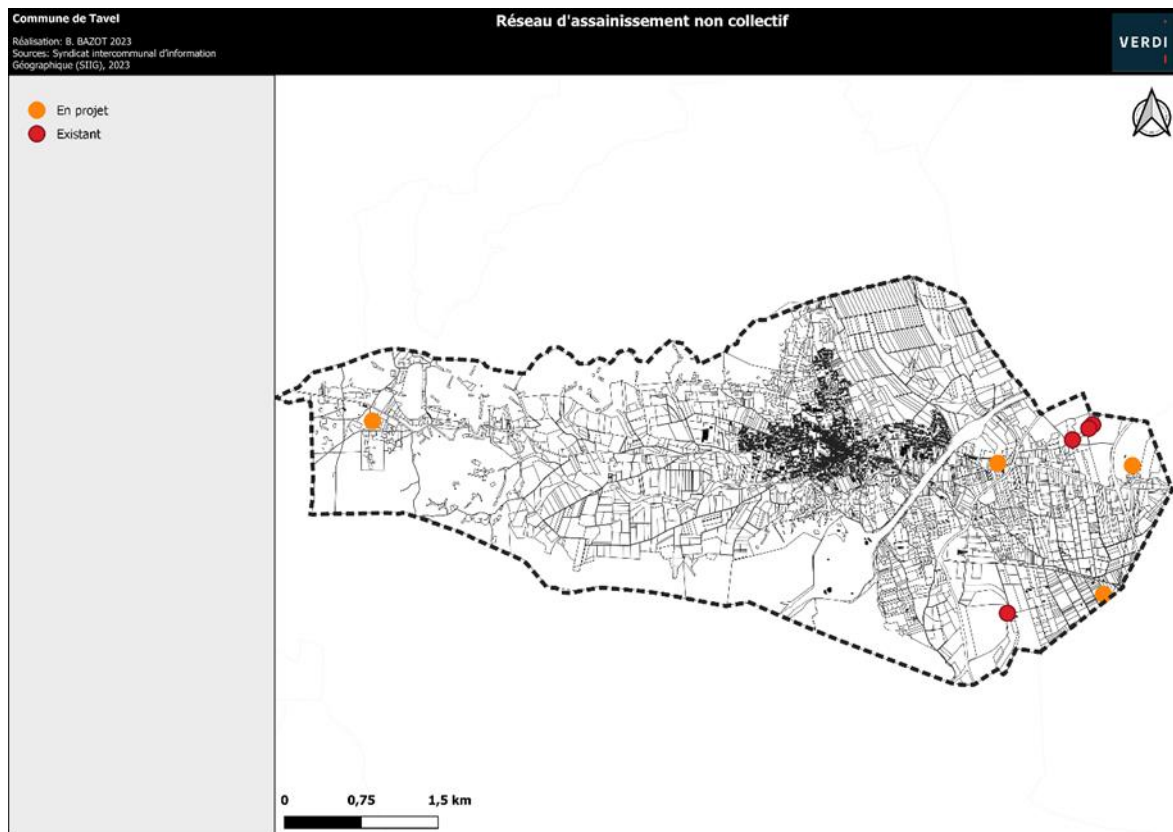 Commune de Tavel
Réseau d'assainissement non collectif
Réalisation: B. BAZOT 2023
Sources: Syndicat intercommunal d'information
Géographique (SIIG), 2023
VERDI
En projet
Existant
0 0,75 1,5 km